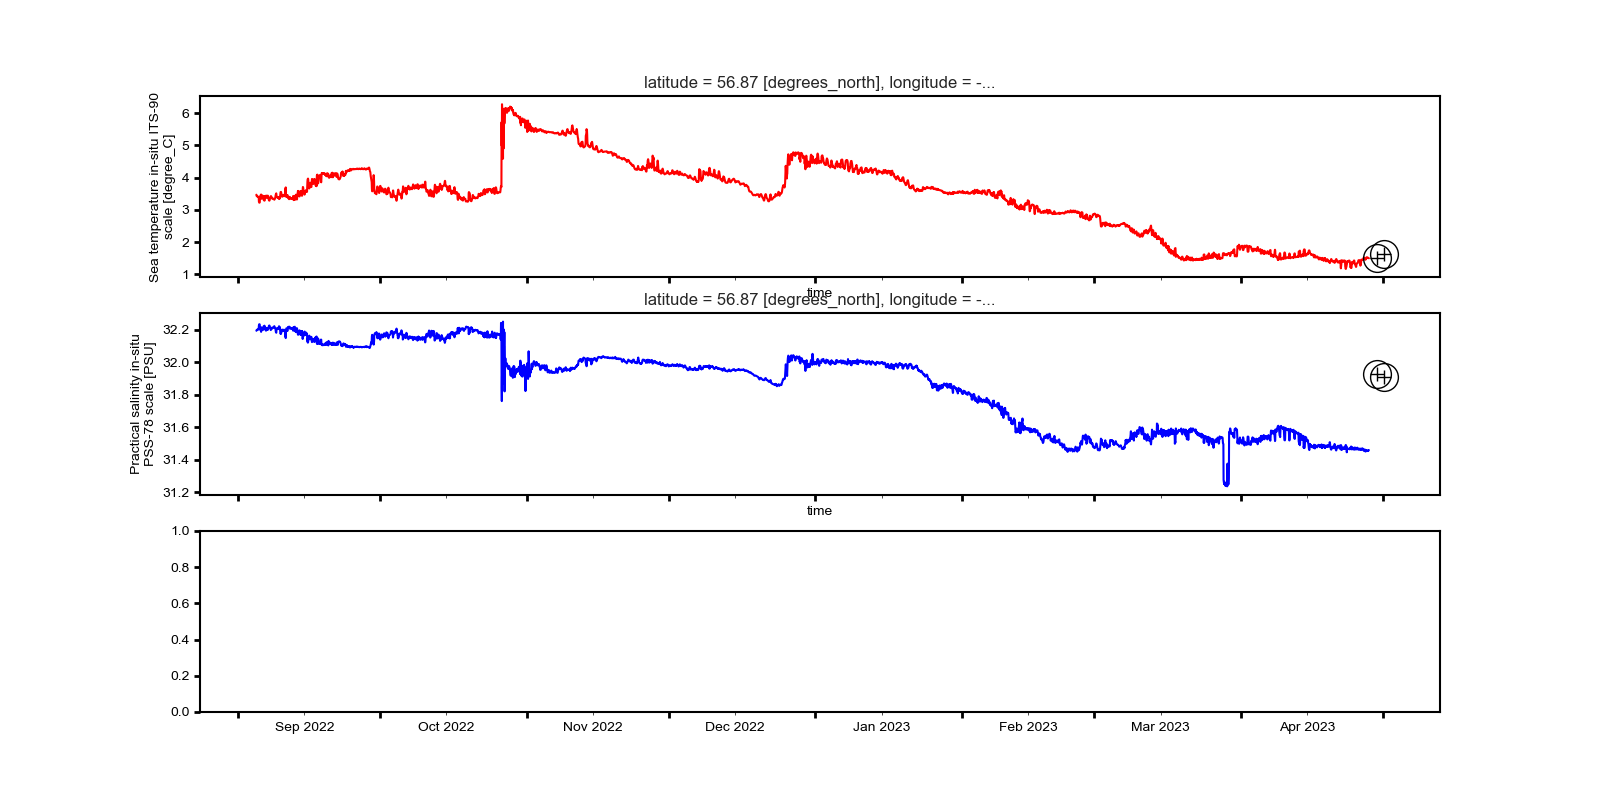 latitude = 56.87 [degrees_north], longitude = -...
Sea temperature in-situ ITS-90
scale [degree_C]
6
5
4
3
2
1
time
latitude = 56.87 [degrees_north], longitude = -...
Practical salinity in-situ
PSS-78 scale [PSU]
32.2
32.0
31.8
31.6
31.4
31.2
time
1.0
0.8
0.6
0.4
0.2
0.0
Sep 2022 Oct 2022 Nov 2022 Dec 2022 Jan 2023 Feb 2023 Mar 2023 Apr 2023